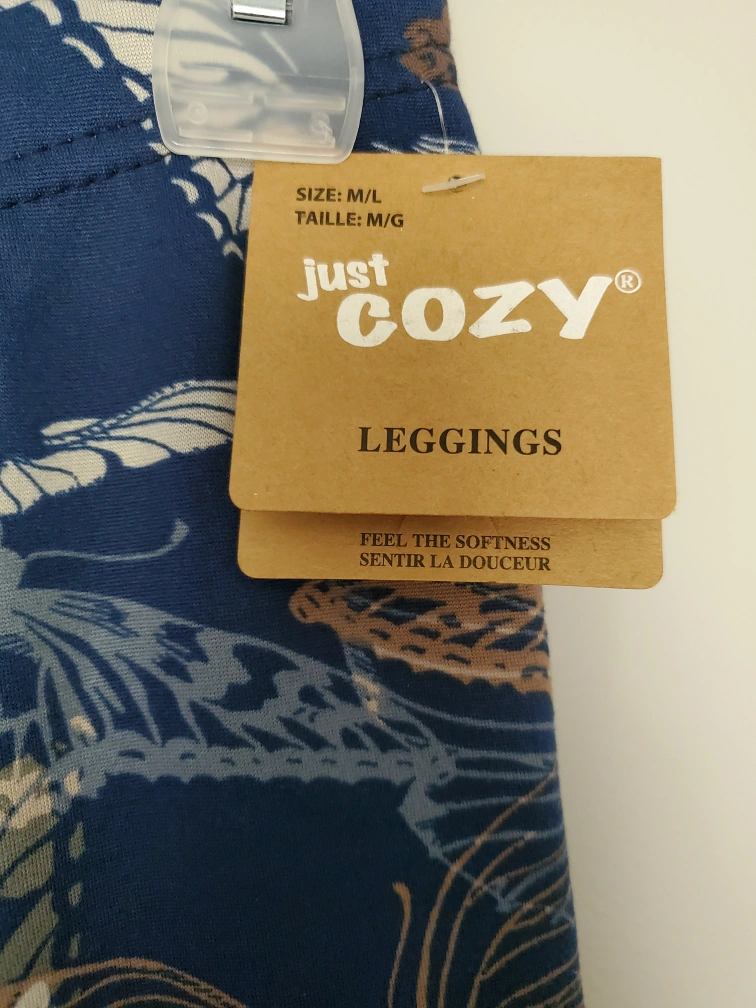 SIZE: M/L
TAILLE: M/G
just
COZY®
LEGGINGS
FEEL THE SOFTNESS
SENTIR LA DOUCEUR